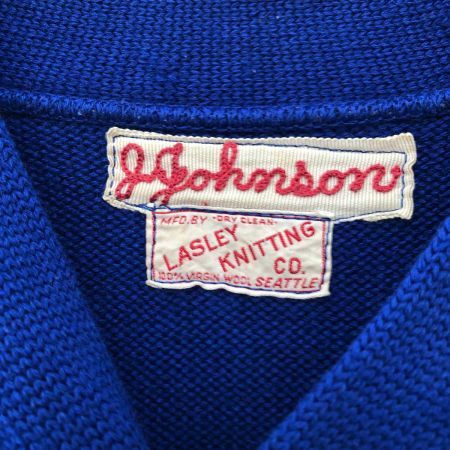 J Johnson
MFD. BY ·DRY CLEAN·
LASLEY
KNITTING
CO.
100% VIRGIN WOOL SEATTLE